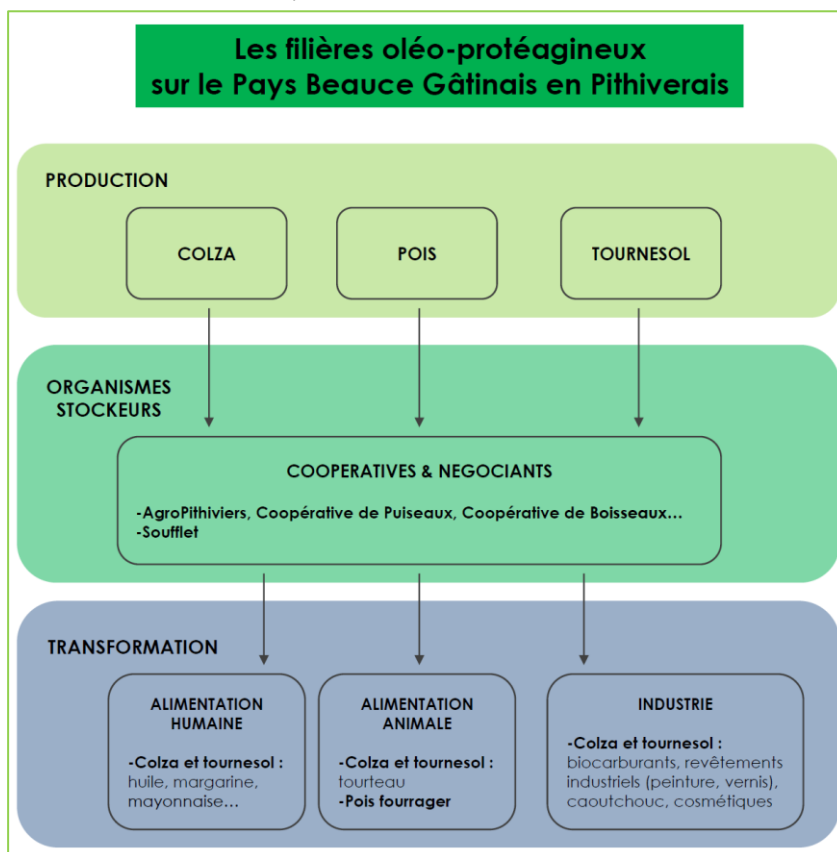 Les filières oléo-protéagineux
sur le Pays Beauce Gâtinais en Pithiverais
PRODUCTION
COLZA
POIS
TOURNESOL
ORGANISMES
STOCKEURS
COOPERATIVES & NEGOCIANTS
-AgroPithiviers, Coopérative de Puiseaux, Coopérative de Boisseaux...
-Soufflet
TRANSFORMATION
ALIMENTATION
HUMAINE
-Colza et tournesol :
huile, margarine,
mayonnaise...
ALIMENTATION
ANIMALE
-Colza et tournesol :
tourteau
-Pois fourrager
INDUSTRIE
-Colza et tournesol :
biocarburants, revêtements
industriels (peinture, vernis),
caoutchouc, cosmétiques